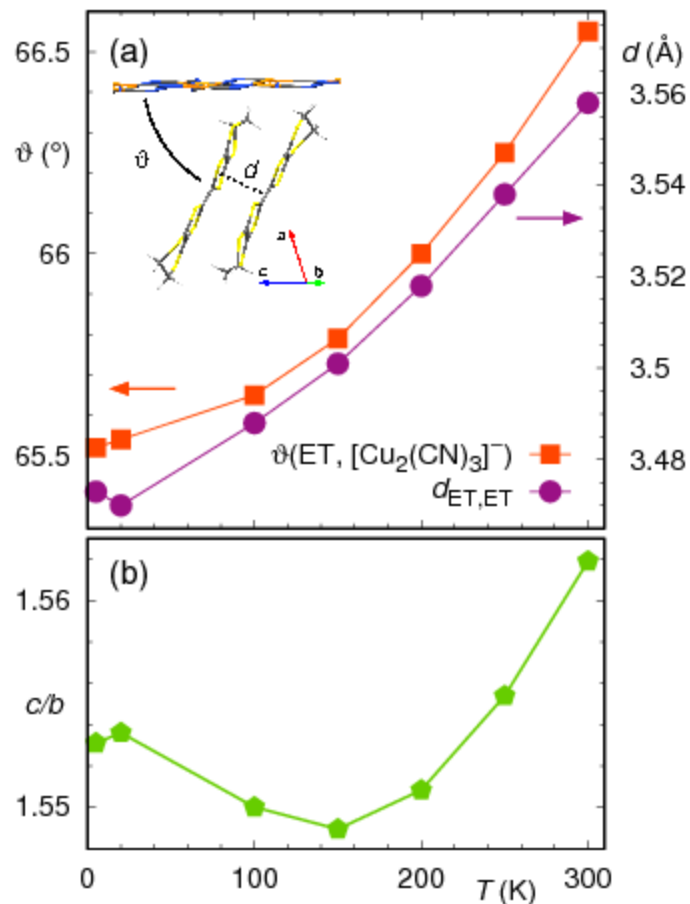 (a)
66.5
ϑ (°)
66
65.5
d (Å)
3.56
3.54
3.52
3.5
3.48
ϑ
d
a
c
b
ϑ(ET, [Cu₂(CN)₃]⁻)
d_ET,ET
(b)
1.56
c/b
1.55
0
100
200
T (K)
300